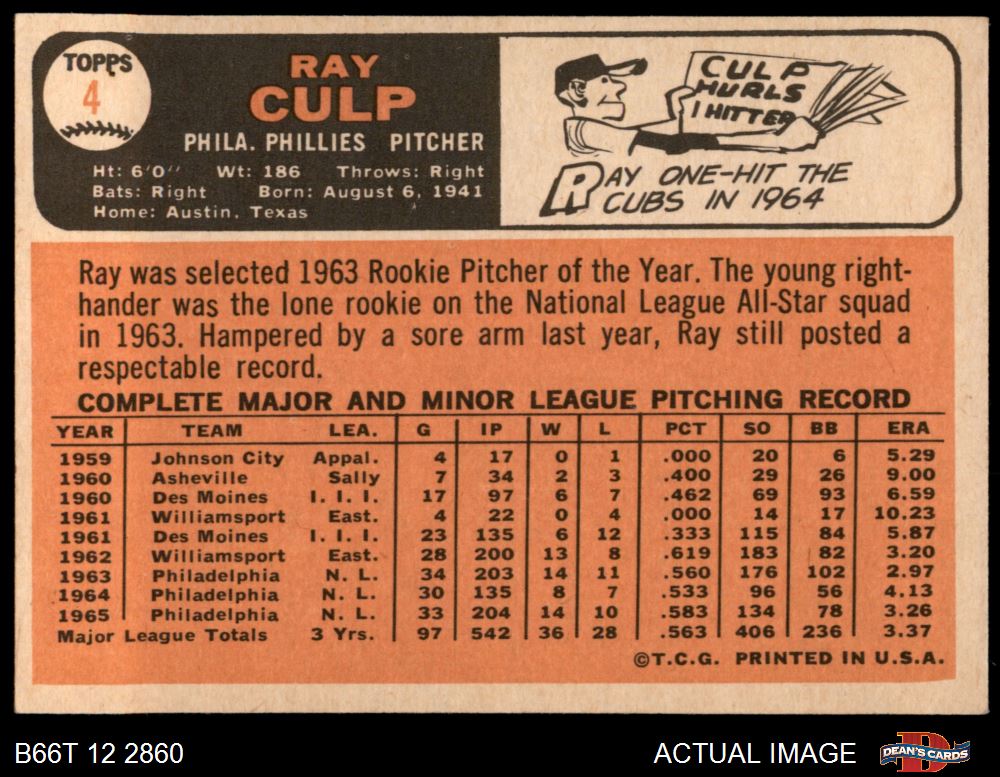 TOPPS
4
RAY
CULP
PHILA. PHILLIES PITCHER
Ht: 6'0" Wt: 186 Throws: Right
Bats: Right Born: August 6, 1941
Home: Austin, Texas
CULP
HURLS
1 HITTER
RAY ONE-HIT THE
CUBS IN 1964
Ray was selected 1963 Rookie Pitcher of the Year. The young right-
hander was the lone rookie on the National League All-Star squad
in 1963. Hampered by a sore arm last year, Ray still posted a
respectable record.
COMPLETE MAJOR AND MINOR LEAGUE PITCHING RECORD
YEAR TEAM LEA. G IP W L PCT SO BB ERA
1959 Johnson City Appal. 4 17 0 1 .000 20 6 5.29
1960 Asheville Sally 7 34 2 3 .400 29 26 9.00
1960 Des Moines I. I. I. 17 97 6 7 .462 69 93 6.59
1961 Williamsport East. 4 22 0 4 .000 14 17 10.23
1961 Des Moines I. I. I. 23 135 6 12 .333 115 84 5.87
1962 Williamsport East. 28 200 13 8 .619 183 82 3.20
1963 Philadelphia N. L. 34 203 14 11 .560 176 102 2.97
1964 Philadelphia N. L. 30 135 8 7 .533 96 56 4.13
1965 Philadelphia N. L. 33 204 14 10 .583 134 78 3.26
Major League Totals 3 Yrs. 97 542 36 28 .563 406 236 3.37
©T.C.G. PRINTED IN U.S.A.
B66T 12 2860 ACTUAL IMAGE DEAN'S CARDS